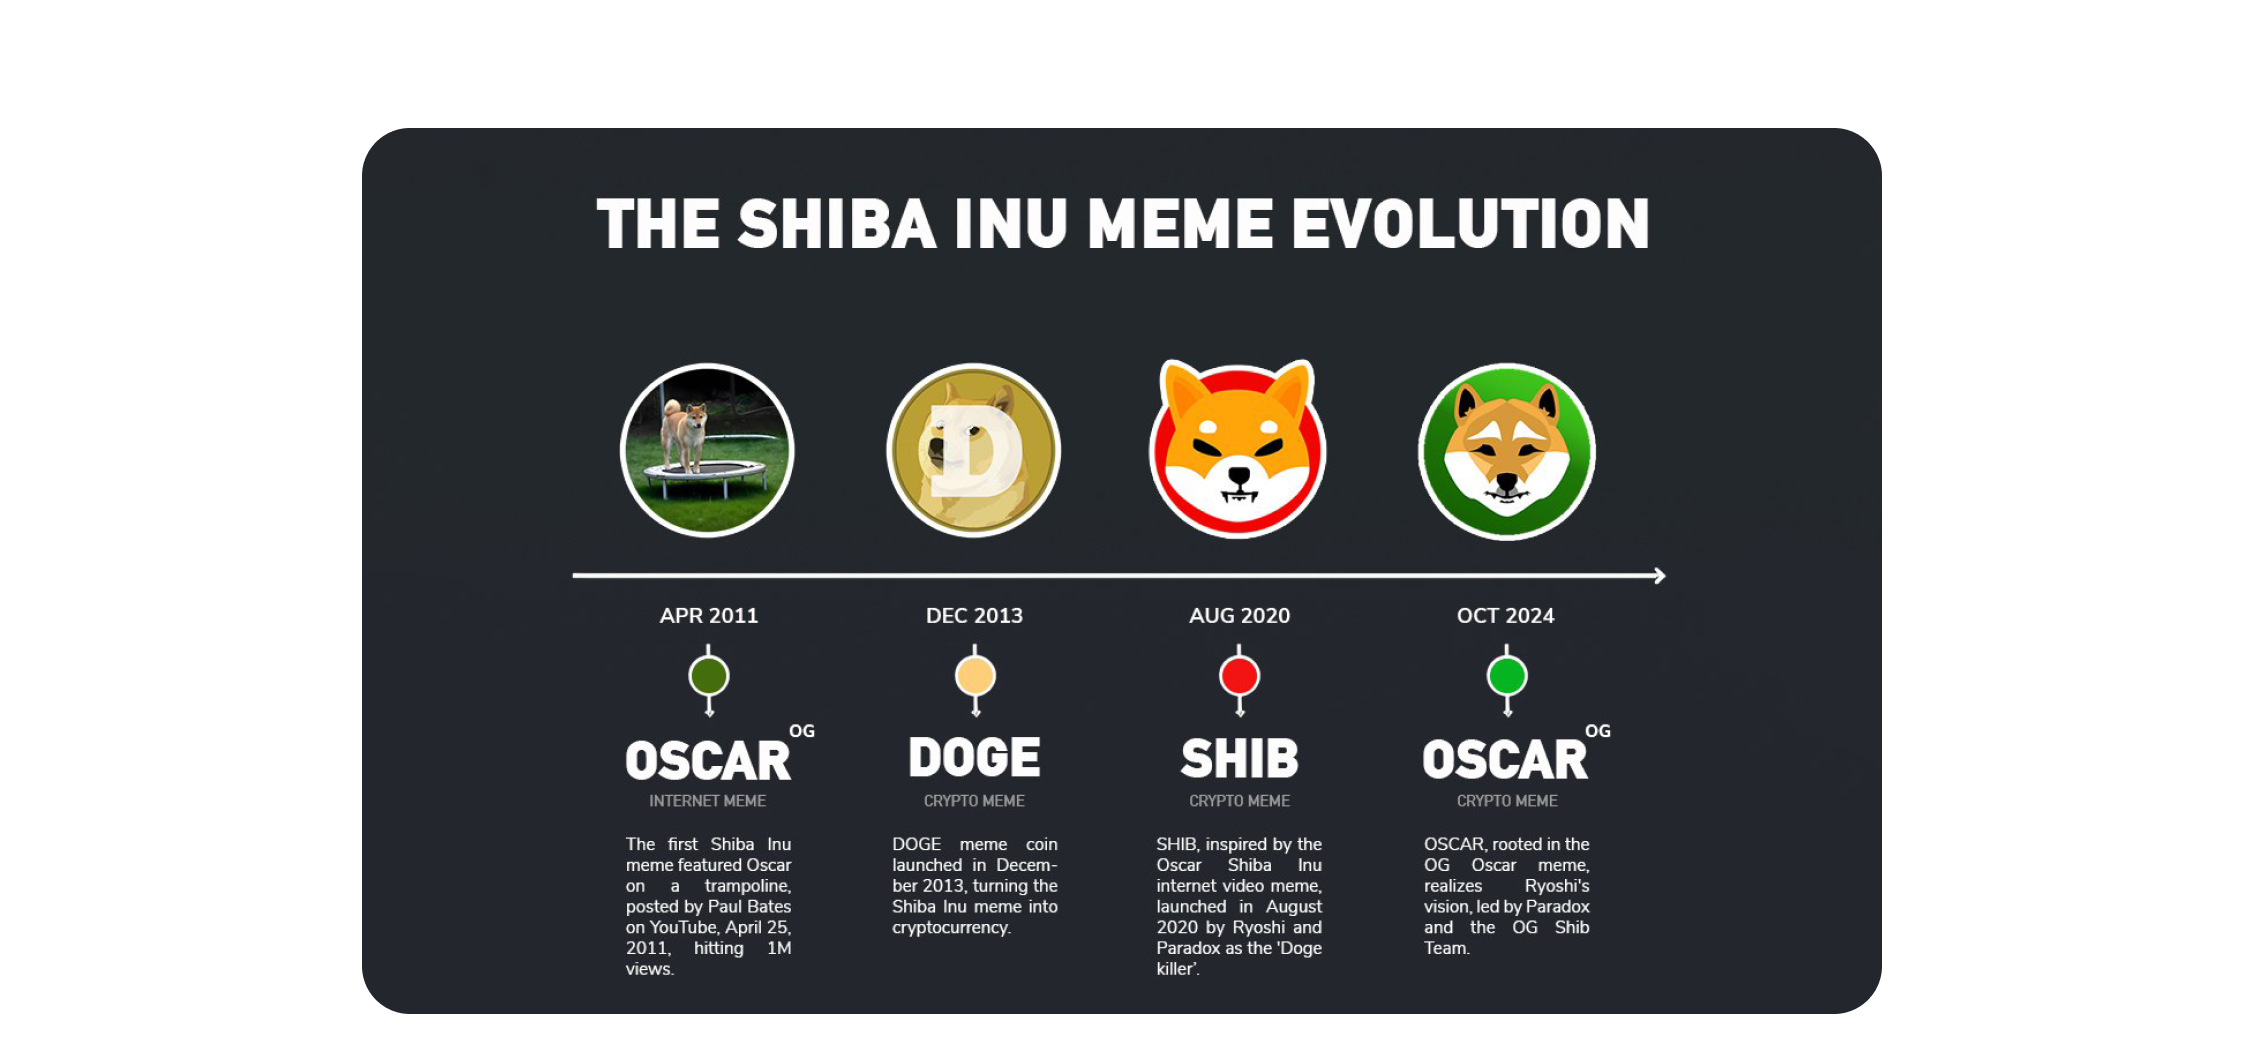 THE SHIBA INU MEME EVOLUTION
D
APR 2011
DEC 2013
AUG 2020
OCT 2024
OSCAR OG
INTERNET MEME
The first Shiba Inu
meme featured Oscar
on a trampoline,
posted by Paul Bates
on YouTube, April 25,
2011, hitting 1M
views.
DOGE
CRYPTO MEME
DOGE meme coin
launched in Decem-
ber 2013, turning the
Shiba Inu meme into
cryptocurrency.
SHIB
CRYPTO MEME
SHIB, inspired by the
Oscar Shiba Inu
internet video meme,
launched in August
2020 by Ryoshi and
Paradox as the 'Doge
killer’.
OSCAR OG
CRYPTO MEME
OSCAR, rooted in the
OG Oscar meme,
realizes Ryoshi's
vision, led by Paradox
and the OG Shib
Team.